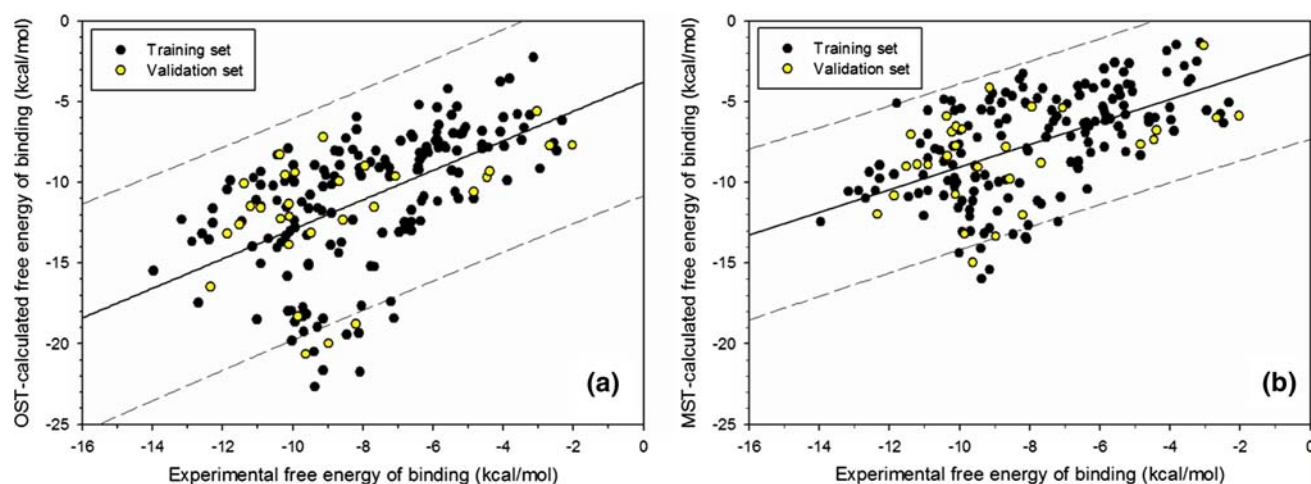 0
-5
-10
-15
-20
-25
OST-calculated free energy of binding (kcal/mol)
Training set
Validation set
(a)
-16 -14 -12 -10 -8 -6 -4 -2 0
Experimental free energy of binding (kcal/mol)
0
-5
-10
-15
-20
-25
MST-calculated free energy of binding (kcal/mol)
Training set
Validation set
(b)
-16 -14 -12 -10 -8 -6 -4 -2 0
Experimental free energy of binding (kcal/mol)